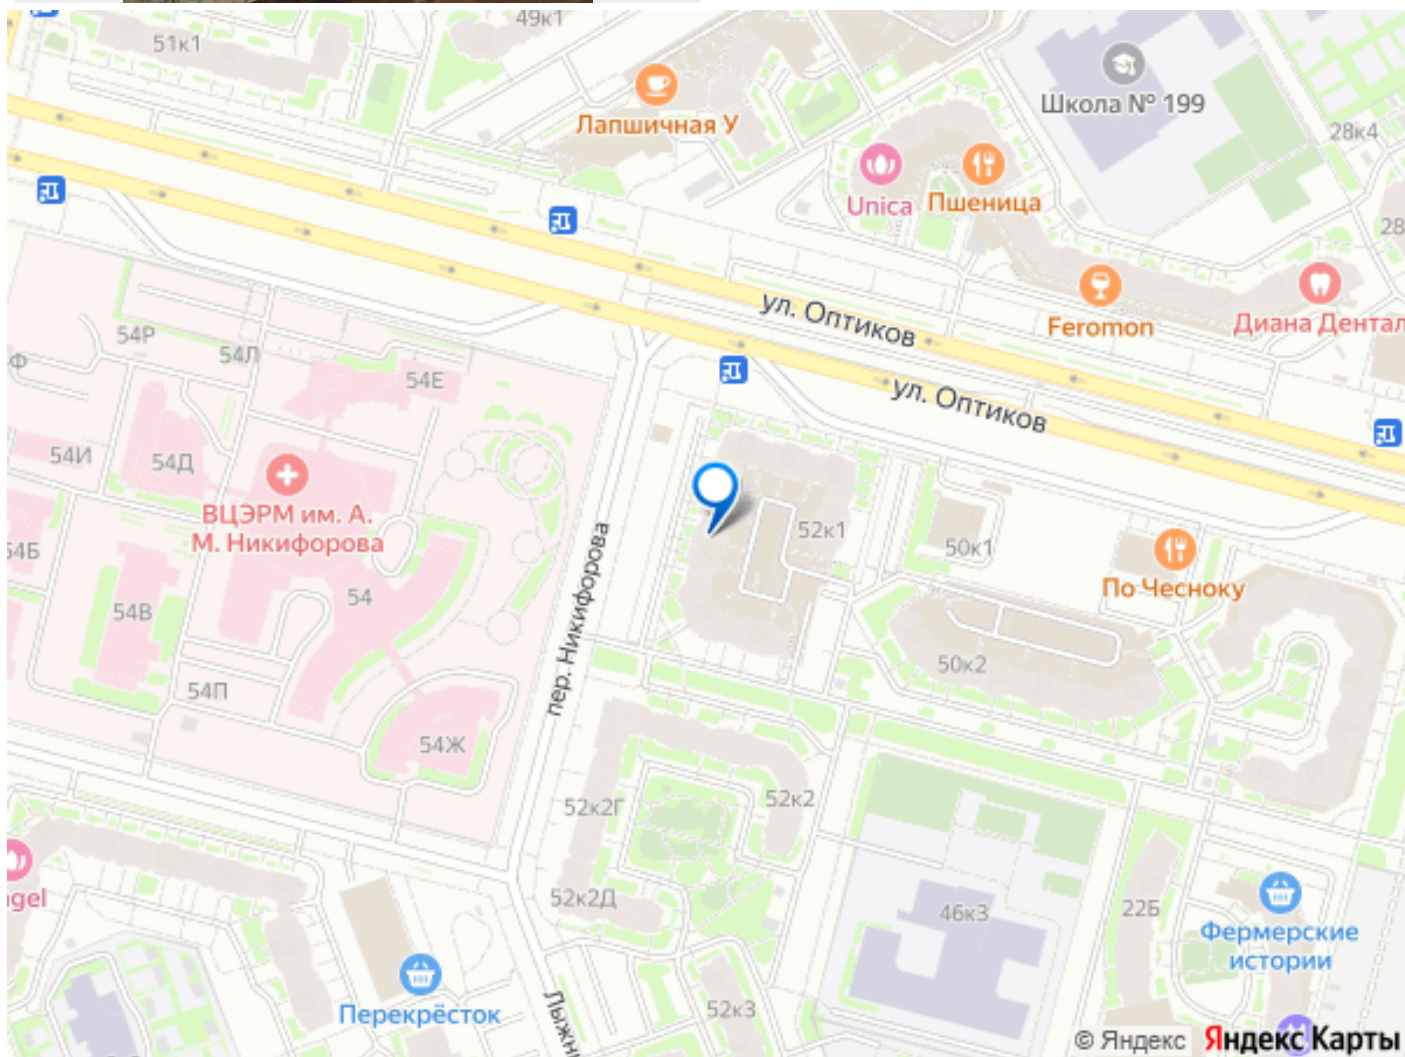 49к1
51к1
Школа № 199
Лапшичная У
28к4
Unica
Пшеница
28
ул. Оптиков
Feromon
Диана Дентал
54Р
54Л
Ф
54Е
ул. Оптиков
54И
54Д
ВЦЭРМ им. А.
М. Никифорова
52к1
50к1
54Б
По Чесноку
54
54В
пер. Никифорова
50к2
54П
54Ж
52к2Г
52к2
gel
52к2Д
46к3
22Б
Фермерские
истории
Перекрёсток
52к3
Лыжн
© Яндекс Яндекс Карты